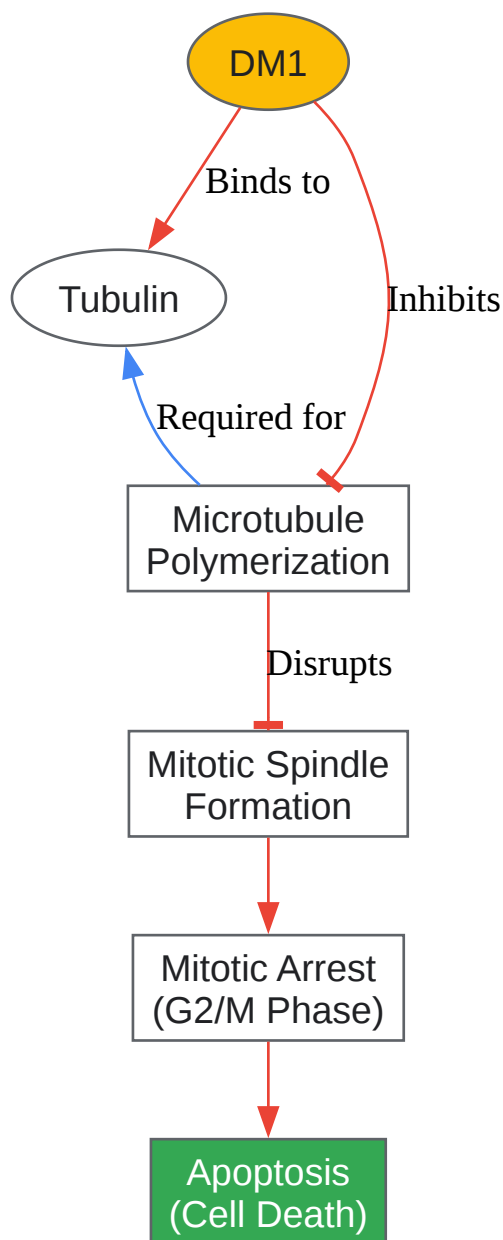 DM1
Binds to
Tubulin
Inhibits
Required for
Microtubule
Polymerization
Disrupts
Mitotic Spindle
Formation
Mitotic Arrest
(G2/M Phase)
Apoptosis
(Cell Death)